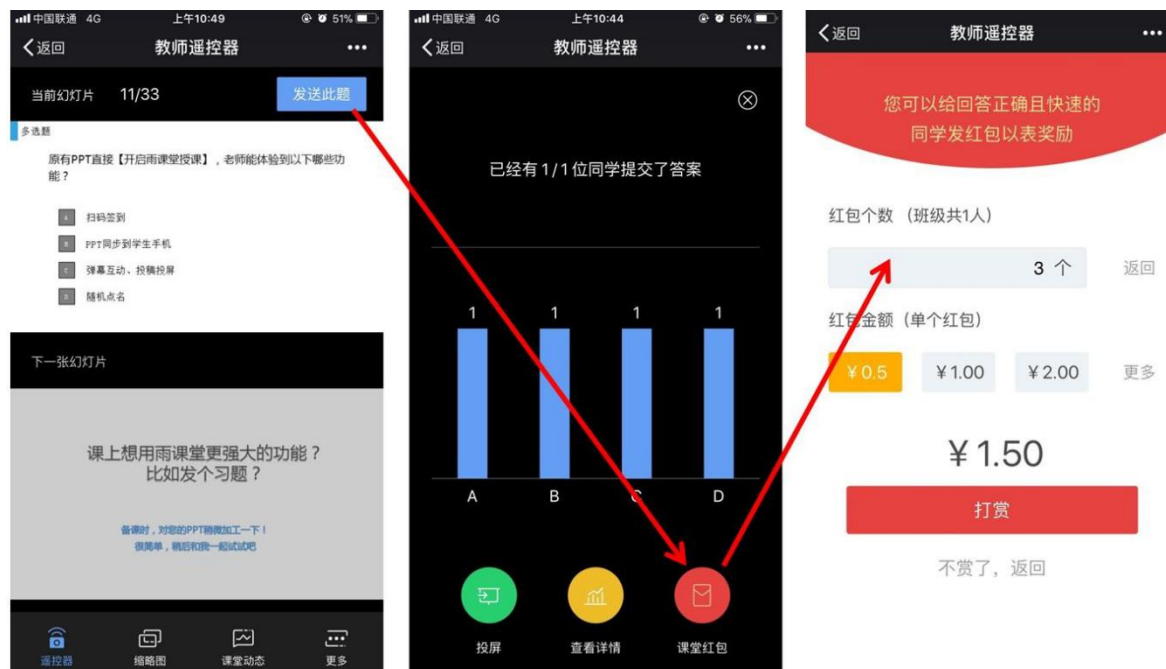 中国联通 4G 上午10:49 51%
返回 教师遥控器
当前幻灯片 11/33 发送此题
多选题
原有PPT直接【开启雨课堂授课】，老师能体验到以下哪些功
能？
A 扫码签到
B PPT同步到学生手机
C 弹幕互动、投稿投屏
D 随机点名
下一张幻灯片
课上想用雨课堂更强大的功能？
比如发个习题？
备课时，对您的PPT稍微加工一下！
很简单，稍后和我一起试试吧
遥控器 缩略图 课堂动态 更多
中国联通 4G 上午10:44 56%
返回 教师遥控器
已经有1/1位同学提交了答案
1 1 1 1
A B C D
投屏 查看详情 课堂红包
返回 教师遥控器
您可以给回答正确且快速的
同学发红包以表奖励
红包个数 （班级共1人）
3 个 返回
红包金额（单个红包）
￥0.5 ￥1.00 ￥2.00 更多
￥1.50
打赏
不赏了，返回